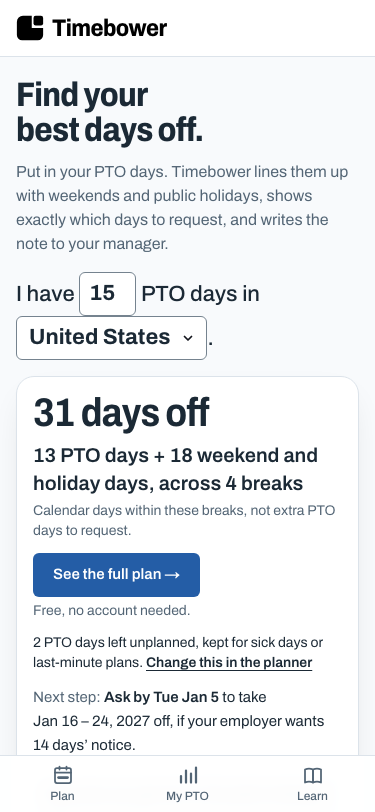 Timebower
Find your
best days off.
Put in your PTO days. Timebower lines them up
with weekends and public holidays, shows
exactly which days to request, and writes the
note to your manager.
I have 15 PTO days in
United States .
31 days off
13 PTO days + 18 weekend and
holiday days, across 4 breaks
Calendar days within these breaks, not extra PTO
days to request.
See the full plan →
Free, no account needed.
2 PTO days left unplanned, kept for sick days or
last-minute plans. Change this in the planner
Next step: Ask by Tue Jan 5 to take
Jan 16 – 24, 2027 off, if your employer wants
14 days’ notice.
Plan My PTO Learn